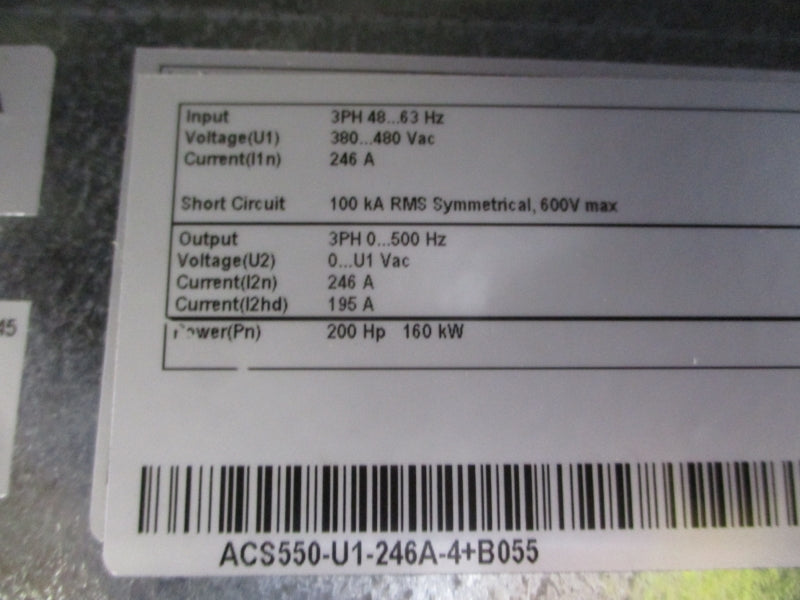 Input 3PH 48...63 Hz
Voltage(U1) 380...480 Vac
Current(I1n) 246 A
Short Circuit 100 kA RMS Symmetrical, 600V max
Output 3PH 0...500 Hz
Voltage(U2) 0...U1 Vac
Current(I2n) 246 A
Current(I2hd) 195 A
Power(Pn) 200 Hp 160 kW
45
ACS550-U1-246A-4+B055